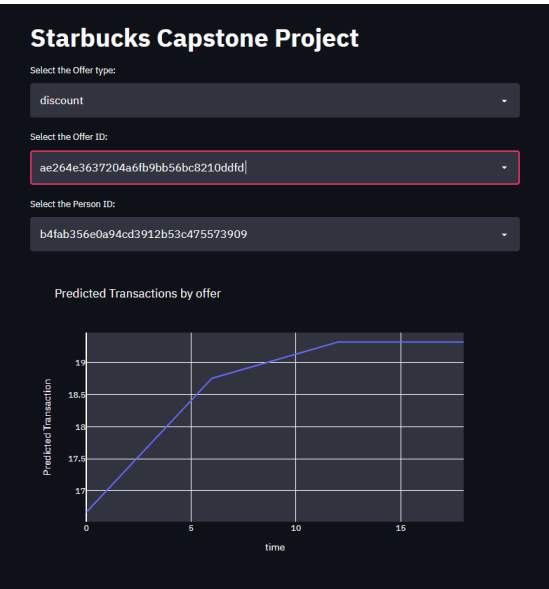 Starbucks Capstone Project
Select the Offer type:
discount
Select the Offer ID:
ae264e3637204a6fb9bb56bc8210ddfd
Select the Person ID:
b4fab356e0a94cd3912b53c475573909
Predicted Transactions by offer
19
18.5
18
17.5
17
Predicted Transaction
0 5 10 15
time